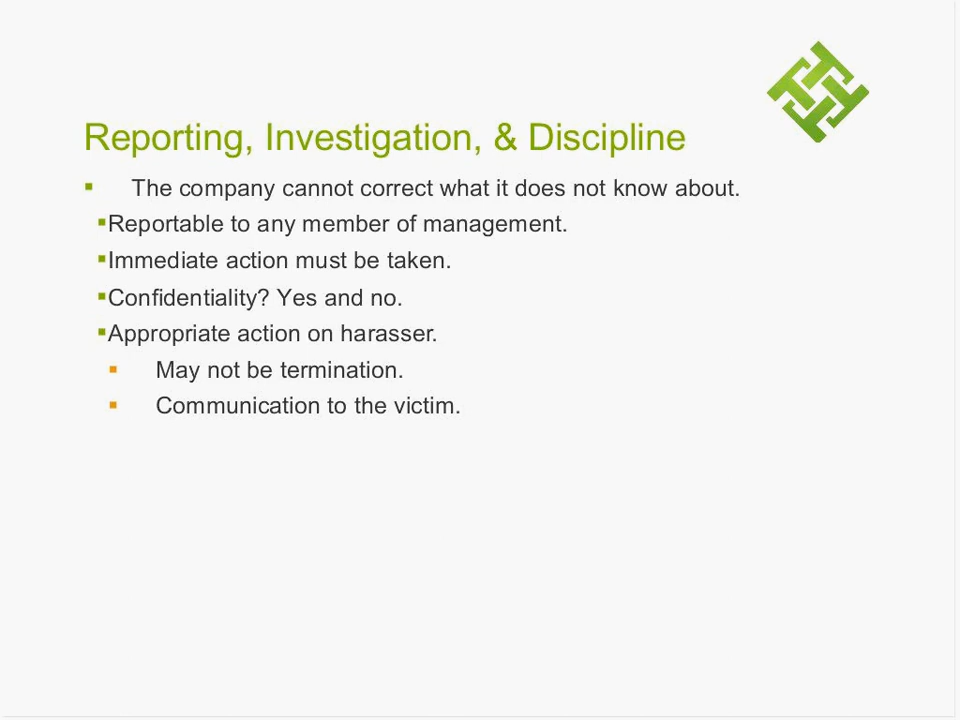 Reporting, Investigation, & Discipline
▪ The company cannot correct what it does not know about.
▪Reportable to any member of management.
▪Immediate action must be taken.
▪Confidentiality? Yes and no.
▪Appropriate action on harasser.
▪ May not be termination.
▪ Communication to the victim.